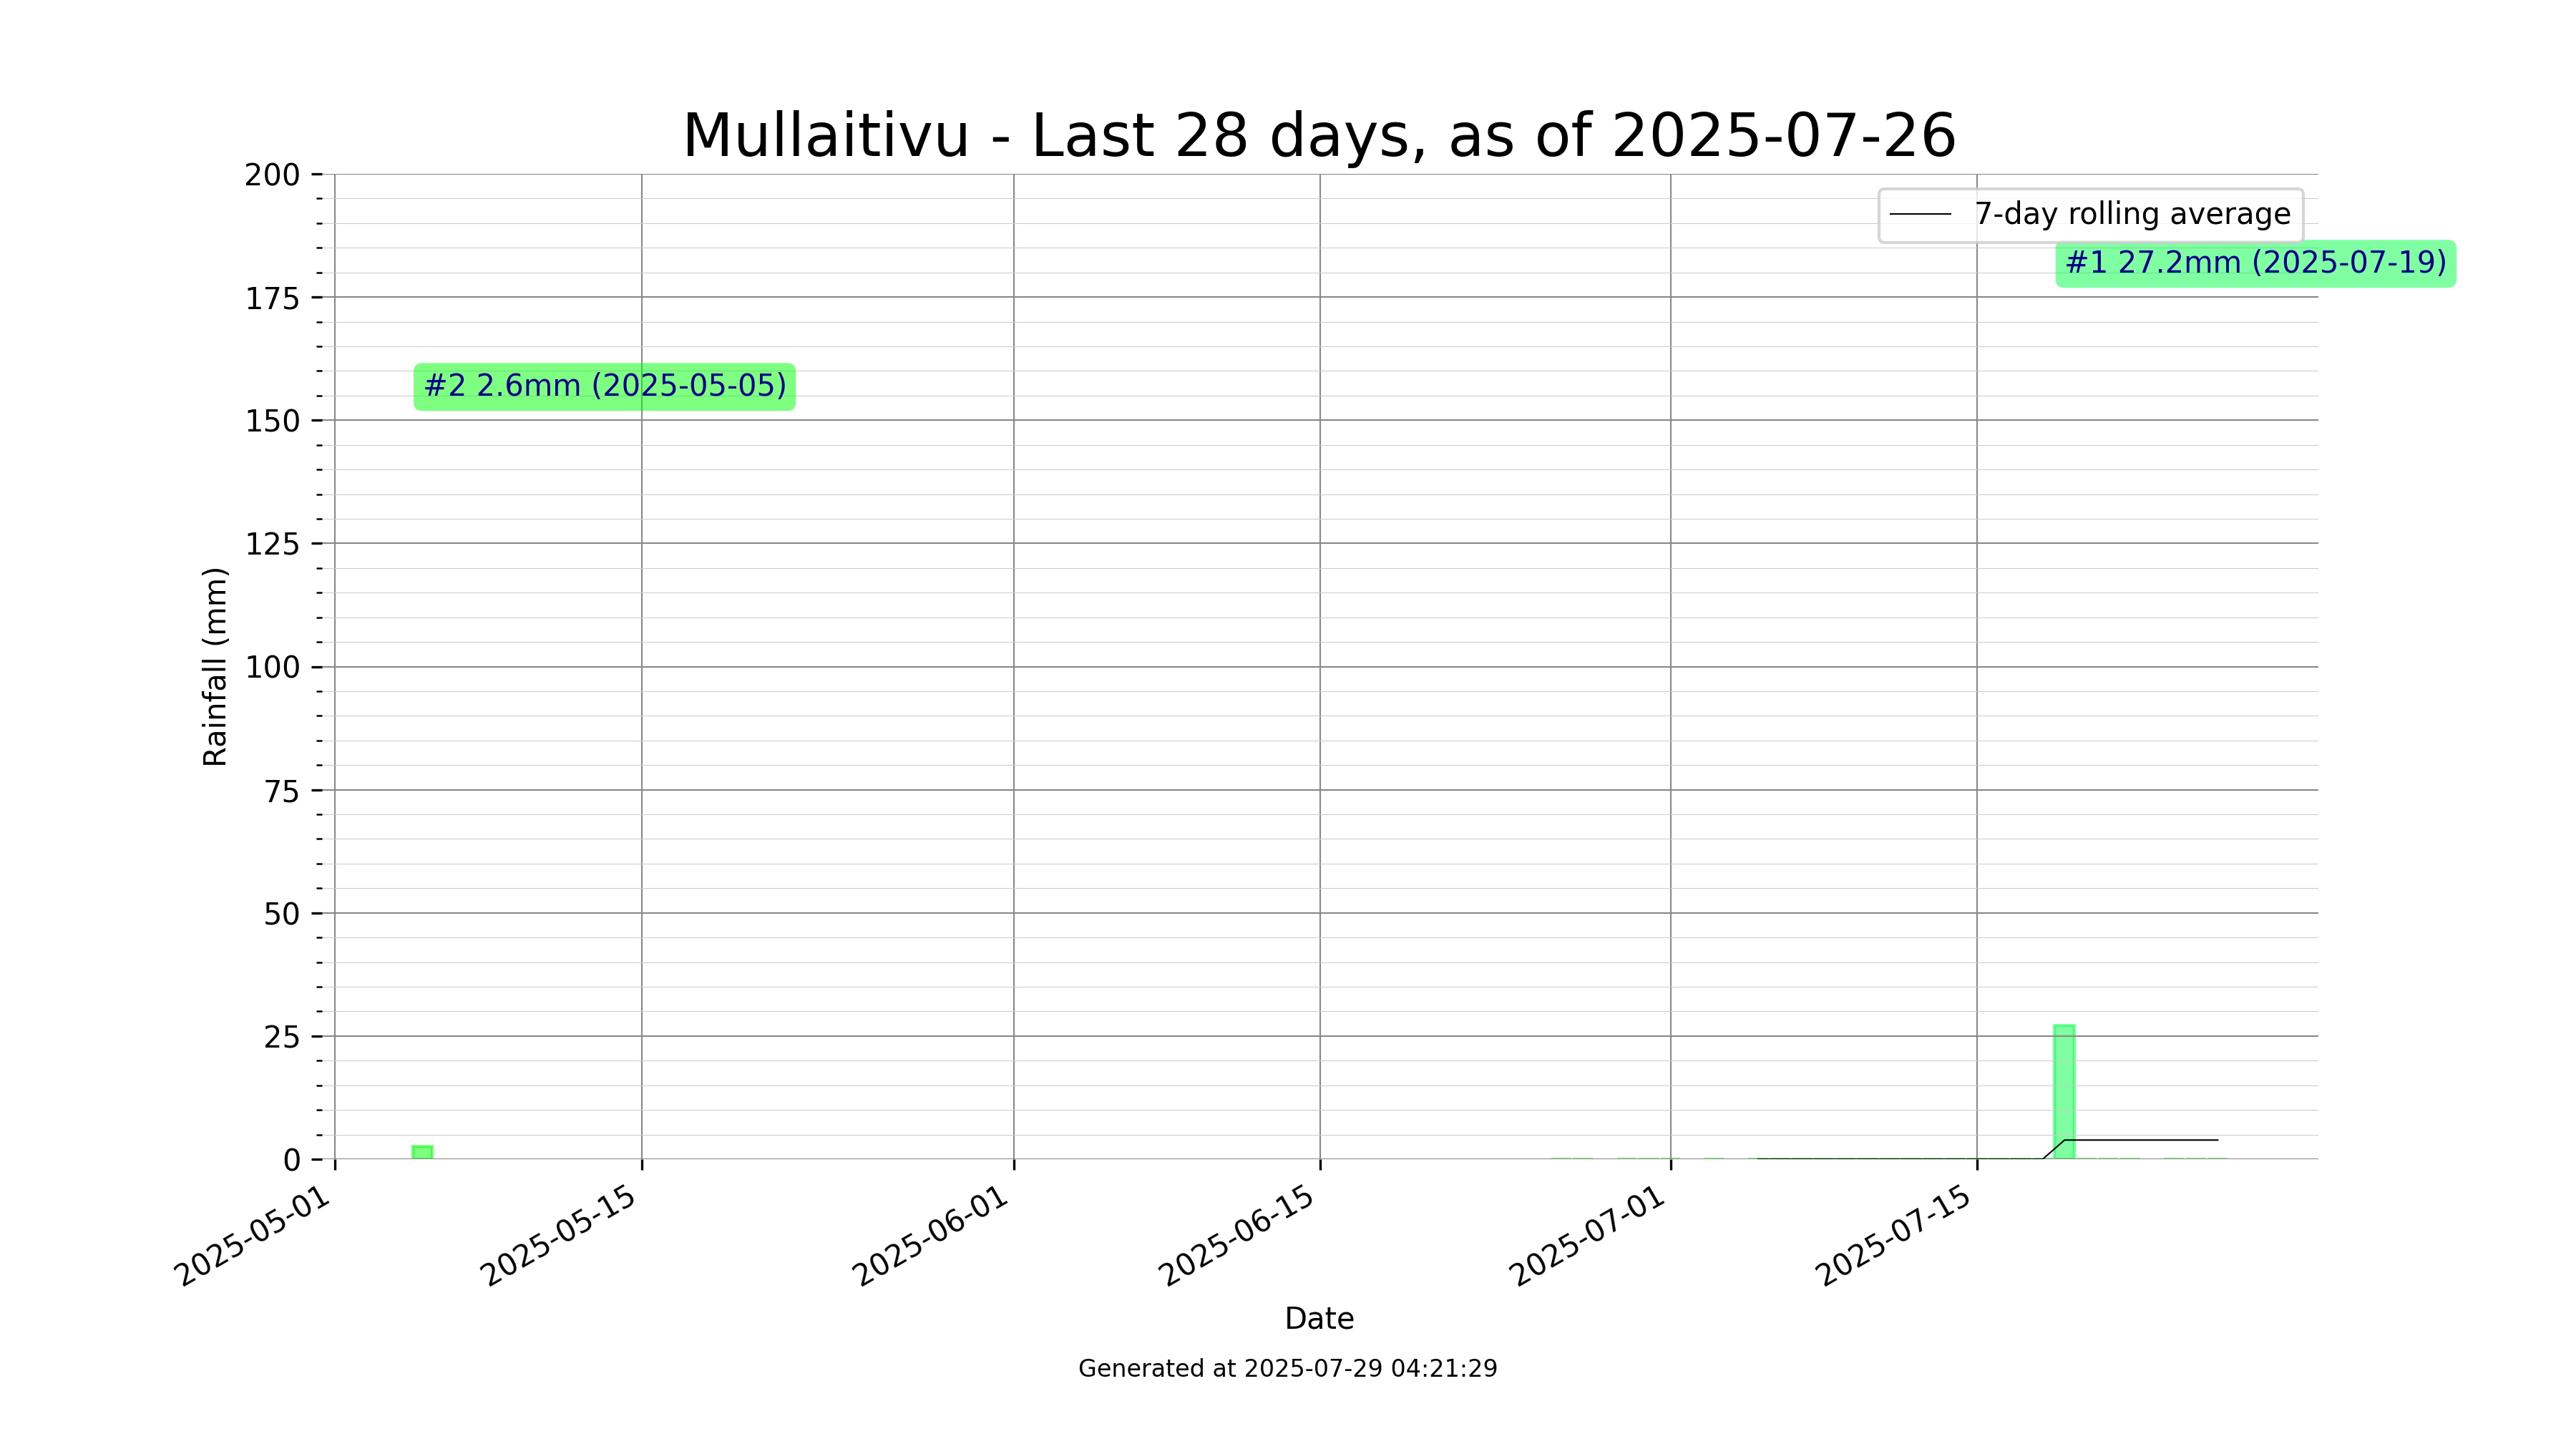 Mullaitivu - Last 28 days, as of 2025-07-26
200
175
150
125
100
75
50
25
0
Rainfall (mm)
7-day rolling average
#1 27.2mm (2025-07-19)
#2 2.6mm (2025-05-05)
2025-05-01
2025-05-15
2025-06-01
2025-06-15
2025-07-01
2025-07-15
Date
Generated at 2025-07-29 04:21:29